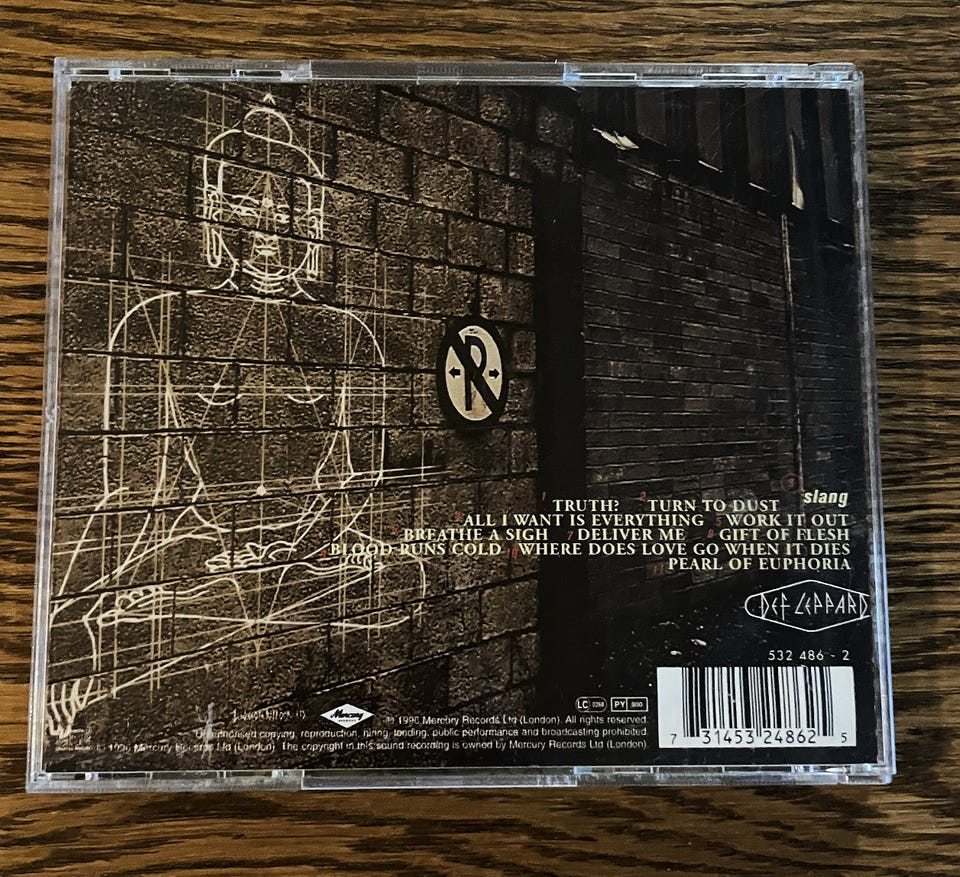 1 TRUTH? 2 TURN TO DUST 3 slang
4 ALL I WANT IS EVERYTHING 5 WORK IT OUT
6 BREATHE A SIGH 7 DELIVER ME 8 GIFT OF FLESH
9 BLOOD RUNS COLD 10 WHERE DOES LOVE GO WHEN IT DIES
11 PEARL OF EUPHORIA
DEF LEPPARD
532 486 - 2
R
LC 0268 PY 900
Mercury
℗ 1996 Mercury Records Ltd (London). All rights reserved.
Unauthorised copying, reproduction, hiring, lending, public performance and broadcasting prohibited.
© 1996 Mercury Records Ltd (London). The copyright in this sound recording is owned by Mercury Records Ltd (London).
7 31453 24862 5